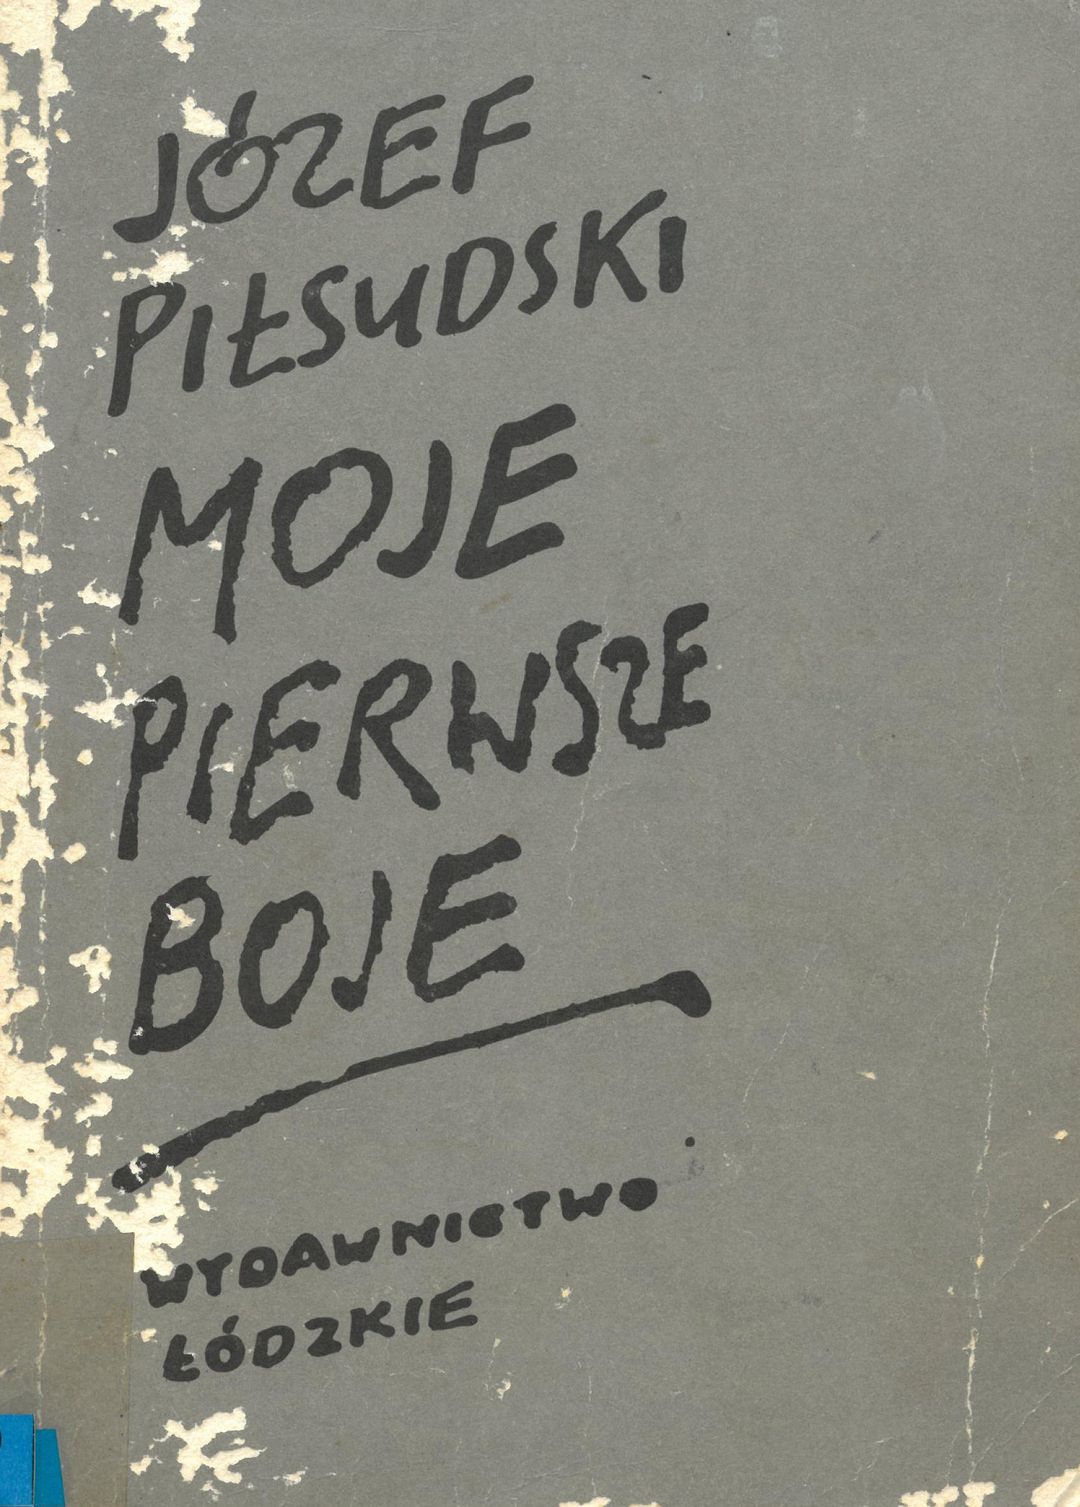 JÓZEF
PIŁSUDSKI
MOJE
PIERWSZE
BOJE
WYDAWNICTWO
ŁÓDZKIE